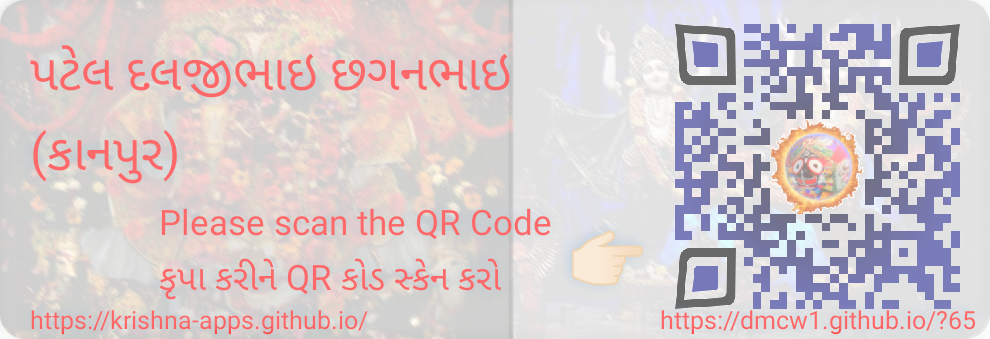 પટેલ દલજીભાઇ છગનભાઇ
(કાનપુર)
Please scan the QR Code
કૃપા કરીને QR કોડ સ્કેન કરો
https://krishna-apps.github.io/
https://dmcw1.github.io/?65